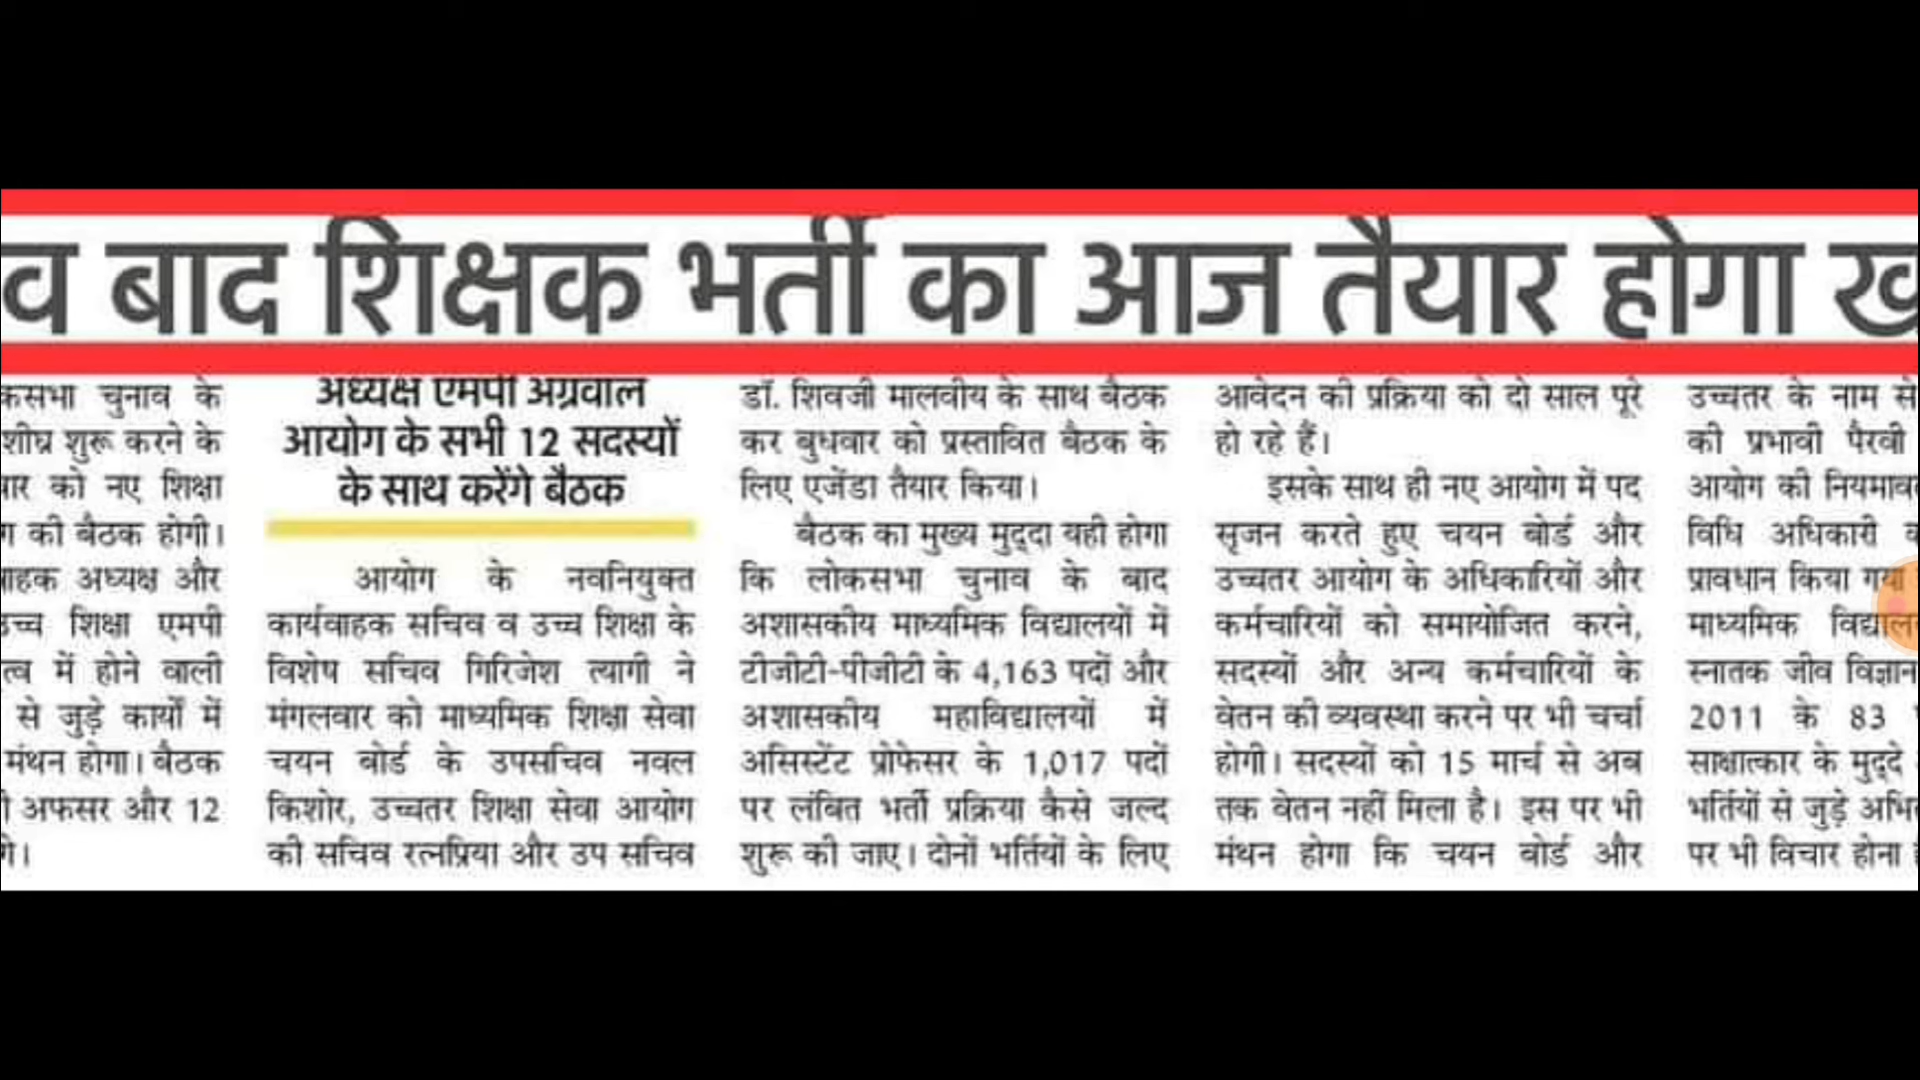 व बाद शिक्षक भर्ती का आज तैयार होगा
चुनाव के
शीघ्र शुरू करने के
को नए शिक्षा
की बैठक होगी।
अध्यक्ष और
शिक्षा एमपी
में होने वाली
से जुड़े कार्यों में
मंथन होगा। बैठक
अफसर और 12
अध्यक्ष एमपी अग्रवाल
आयोग के सभी 12 सदस्यों
के साथ करेंगे बैठक
आयोग के नवनियुक्त
कार्यवाहक सचिव व उच्च शिक्षा के
विशेष सचिव गिरिजेश त्यागी ने
मंगलवार को माध्यमिक शिक्षा सेवा
चयन बोर्ड के उपसचिव नवल
किशोर, उच्चतर शिक्षा सेवा आयोग
की सचिव रत्नप्रिया और उप सचिव
डॉ. शिवजी मालवीय के साथ बैठक
कर बुधवार को प्रस्तावित बैठक के
लिए एजेंडा तैयार किया।
बैठक का मुख्य मुद्दा यही होगा
कि लोकसभा चुनाव के बाद
अशासकीय माध्यमिक विद्यालयों में
टीजीटी-पीजीटी के 4,163 पदों और
अशासकीय महाविद्यालयों में
असिस्टेंट प्रोफेसर के 1,017 पदों
पर लंबित भर्ती प्रक्रिया कैसे जल्द
शुरू की जाए। दोनों भर्तियों के लिए
आवेदन की प्रक्रिया को दो साल पूरे
हो रहे हैं।
इसके साथ ही नए आयोग में पद
सृजन करते हुए चयन बोर्ड और
उच्चतर आयोग के अधिकारियों और
कर्मचारियों को समायोजित करने,
सदस्यों और अन्य कर्मचारियों के
वेतन की व्यवस्था करने पर भी चर्चा
होगी। सदस्यों को 15 मार्च से अब
तक वेतन नहीं मिला है। इस पर भी
मंथन होगा कि चयन बोर्ड और
उच्चतर के नाम से
की प्रभावी पैरवी
आयोग की
विधि अधिकारी
प्रावधान किया गया
माध्यमिक
स्नातक जीव विज्ञान
2011 के 83
साक्षात्कार के मुद्दे
भर्तियों से जुड़े
पर भी विचार होना